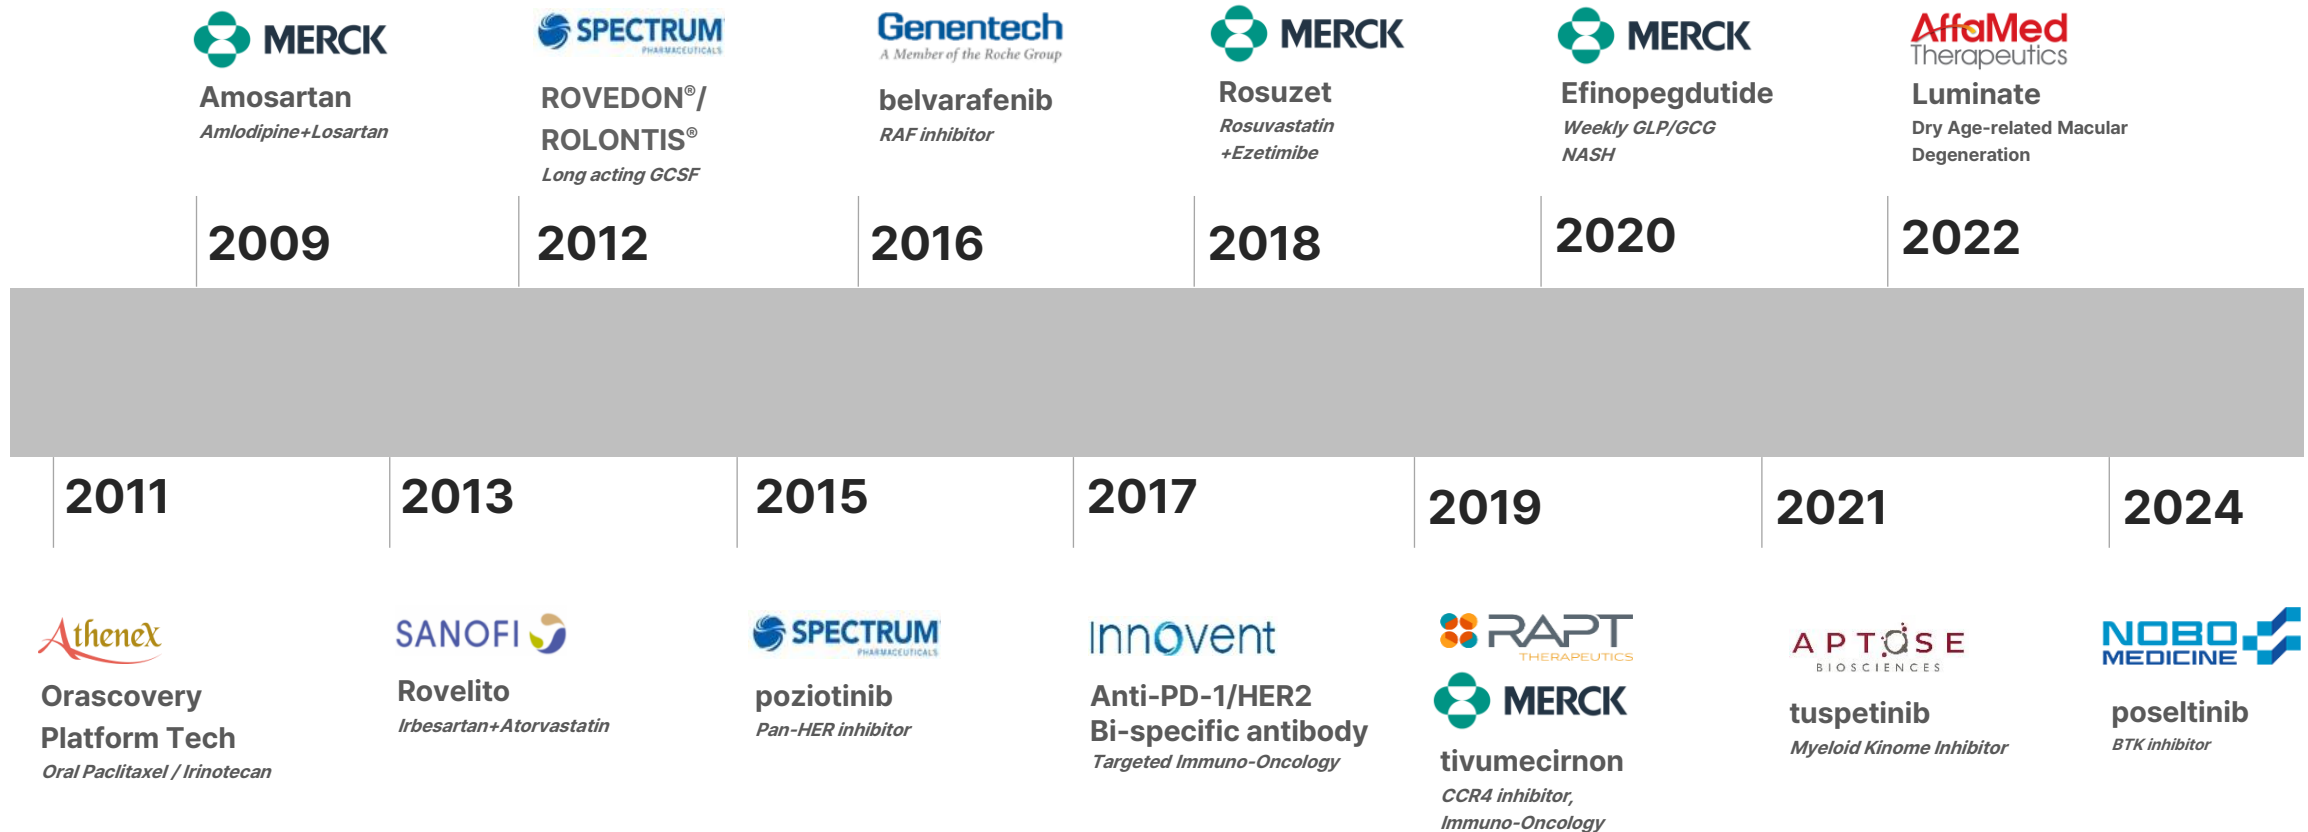 MERCK
Amosartan
Amlodipine+Losartan
2009
SPECTRUM
PHARMACEUTICALS
ROVEDON®/
ROLONTIS®
Long acting GCSF
2012
Genentech
A Member of the Roche Group
belvarafenib
RAF inhibitor
2016
MERCK
Rosuzet
Rosuvastatin
+Ezetimibe
2018
MERCK
Efinopegdutide
Weekly GLP/GCG
NASH
2020
AffaMed
Therapeutics
Luminate
Dry Age-related Macular
Degeneration
2022
2011
Athenex
Orascovery
Platform Tech
Oral Paclitaxel / Irinotecan
2013
SANOFI
Rovelito
Irbesartan+Atorvastatin
2015
SPECTRUM
PHARMACEUTICALS
poziotinib
Pan-HER inhibitor
2017
Innovent
Anti-PD-1/HER2
Bi-specific antibody
Targeted Immuno-Oncology
2019
RAPT
THERAPEUTICS
MERCK
tivumecirnon
CCR4 inhibitor,
Immuno-Oncology
2021
APTOSE
BIOSCIENCES
tuspetinib
Myeloid Kinome Inhibitor
2024
NOBO
MEDICINE
poseltinib
BTK inhibitor